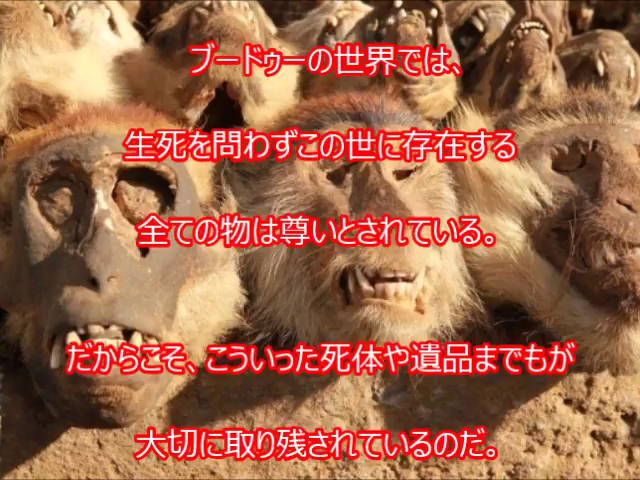 ブードゥーの世界では、
生死を問わずこの世に存在する
全ての物は尊いとされている。
だからこそ、こういった死体や遺品までもが
大切に取り残されているのだ。